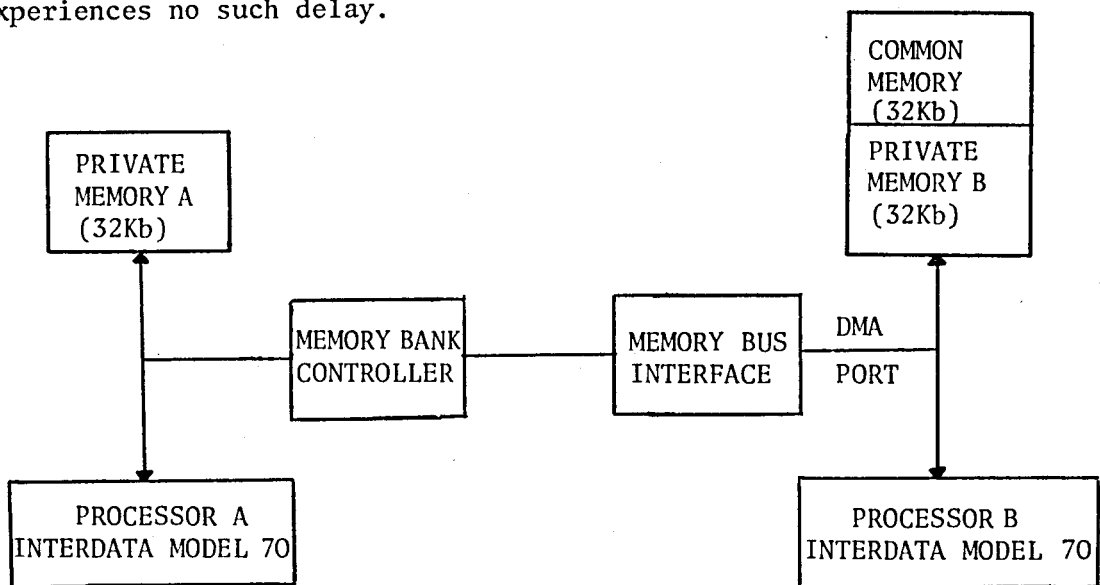 xperiences no such delay.
COMMON
MEMORY
(32Kb)
PRIVATE
MEMORY A
(32Kb)
PRIVATE
MEMORY B
(32Kb)
MEMORY BANK
CONTROLLER
MEMORY BUS
INTERFACE
DMA
PORT
PROCESSOR A
INTERDATA MODEL 70
PROCESSOR B
INTERDATA MODEL 70